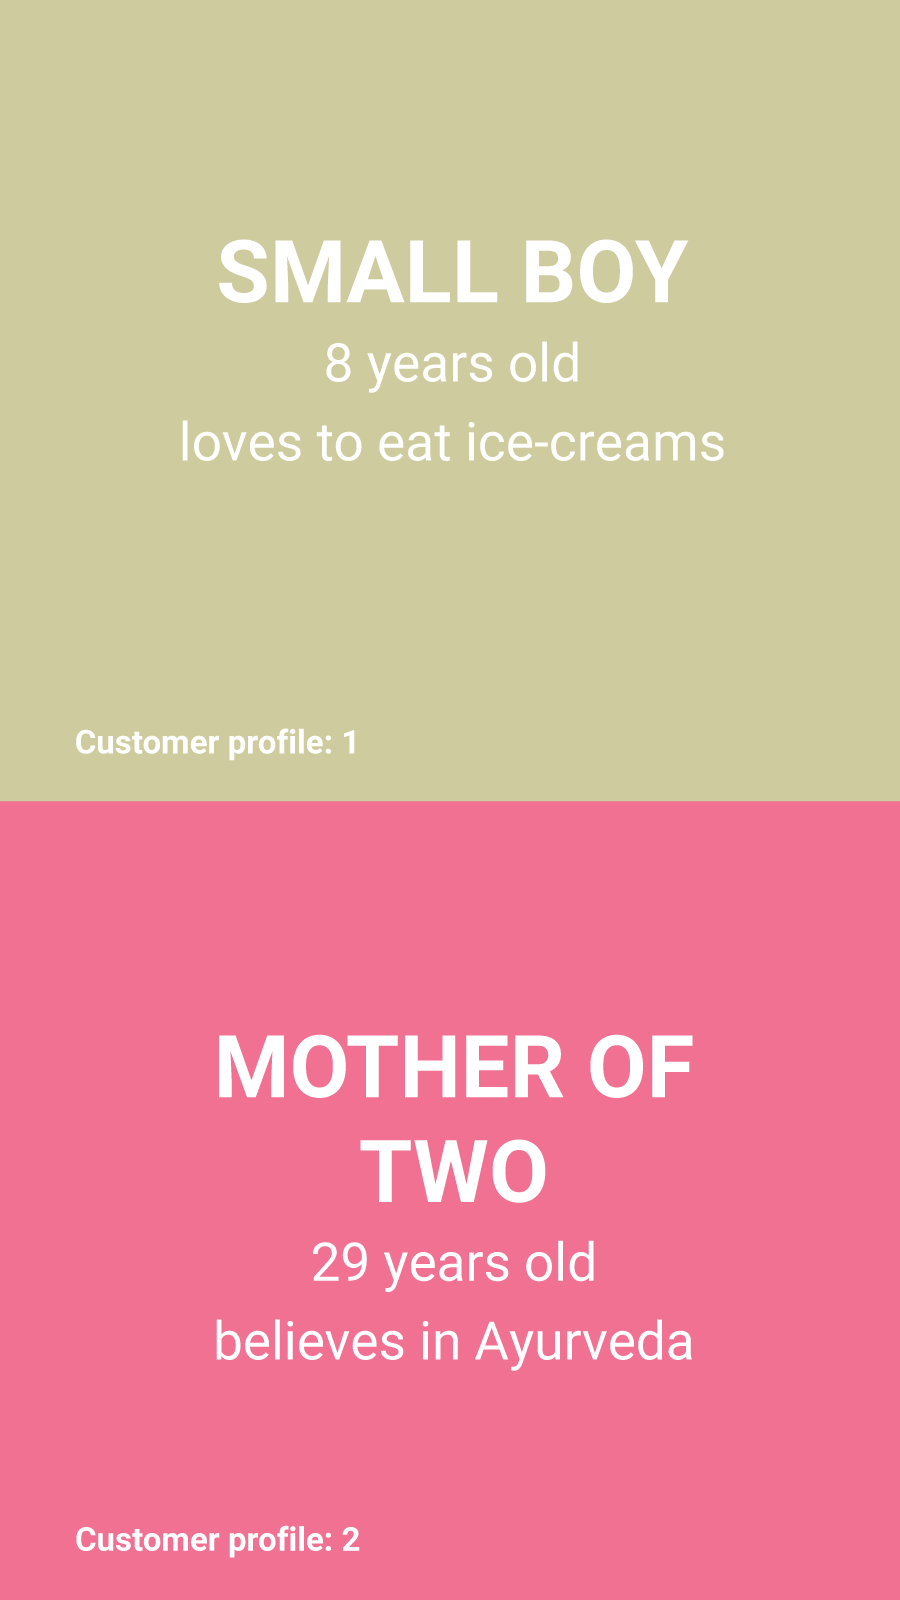 SMALL BOY
8 years old
loves to eat ice-creams
Customer profile: 1
MOTHER OF
TWO
29 years old
believes in Ayurveda
Customer profile: 2